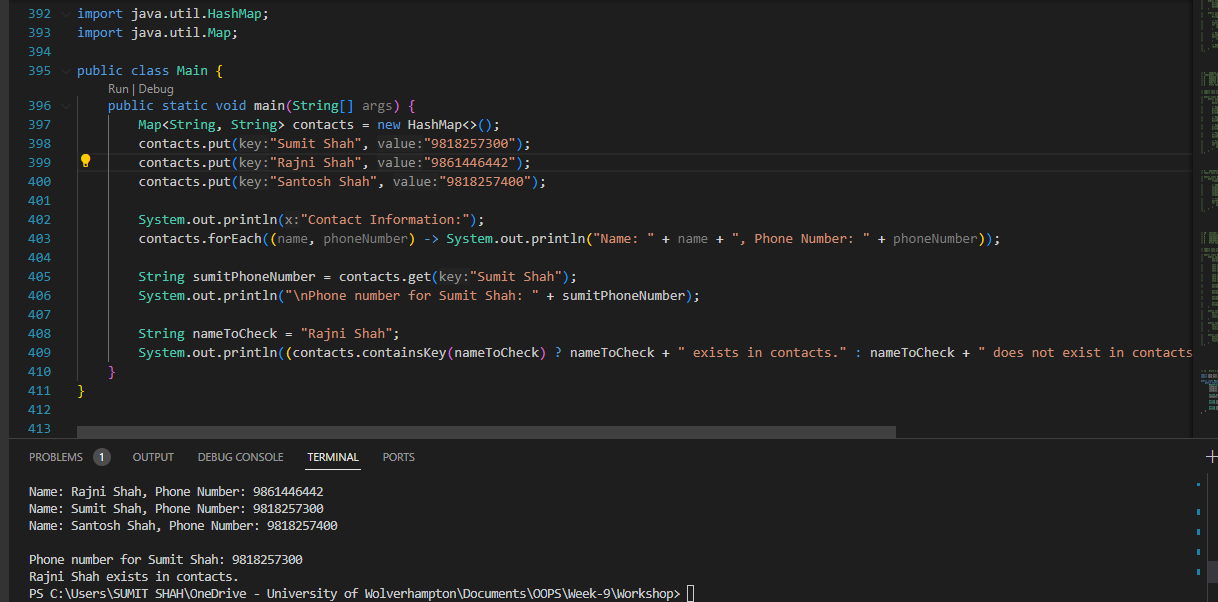 392 import java.util.HashMap;
393 import java.util.Map;
394
395 public class Main {
Run | Debug
396 public static void main(String[] args) {
397 Map<String, String> contacts = new HashMap<>();
398 contacts.put(key:"Sumit Shah", value:"9818257300");
399 contacts.put(key:"Rajni Shah", value:"9861446442");
400 contacts.put(key:"Santosh Shah", value:"9818257400");
401
402 System.out.println(x:"Contact Information:");
403 contacts.forEach((name, phoneNumber) -> System.out.println("Name: " + name + ", Phone Number: " + phoneNumber));
404
405 String sumitPhoneNumber = contacts.get(key:"Sumit Shah");
406 System.out.println("\nPhone number for Sumit Shah: " + sumitPhoneNumber);
407
408 String nameToCheck = "Rajni Shah";
409 System.out.println((contacts.containsKey(nameToCheck) ? nameToCheck + " exists in contacts." : nameToCheck + " does not exist in contacts
410 }
411 }
412
413
PROBLEMS 1 OUTPUT DEBUG CONSOLE TERMINAL PORTS
Name: Rajni Shah, Phone Number: 9861446442
Name: Sumit Shah, Phone Number: 9818257300
Name: Santosh Shah, Phone Number: 9818257400

Phone number for Sumit Shah: 9818257300
Rajni Shah exists in contacts.
PS C:\Users\SUMIT SHAH\OneDrive - University of Wolverhampton\Documents\OOPS\Week-9\Workshop>